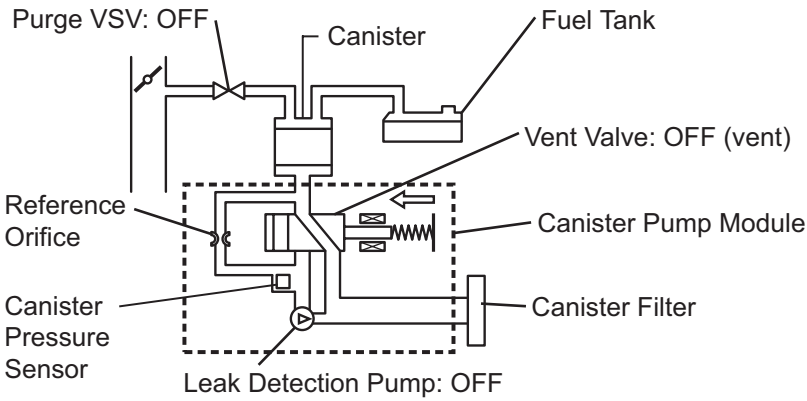 Purge VSV: OFF
Canister
Fuel Tank
Vent Valve: OFF (vent)
Reference
Orifice
Canister Pump Module
Canister
Pressure
Sensor
Canister Filter
Leak Detection Pump: OFF